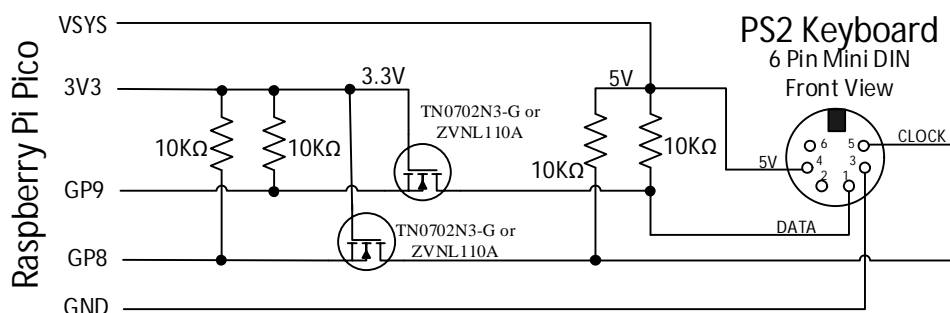 Raspberry Pi Pico
VSYS
3V3
GP9
GP8
GND
3.3V
5V
10KΩ
10KΩ
10KΩ
10KΩ
TN0702N3-G or
ZVNL110A
TN0702N3-G or
ZVNL110A
PS2 Keyboard
6 Pin Mini DIN
Front View
6
5
4
3
2
1
CLOCK
5V
DATA